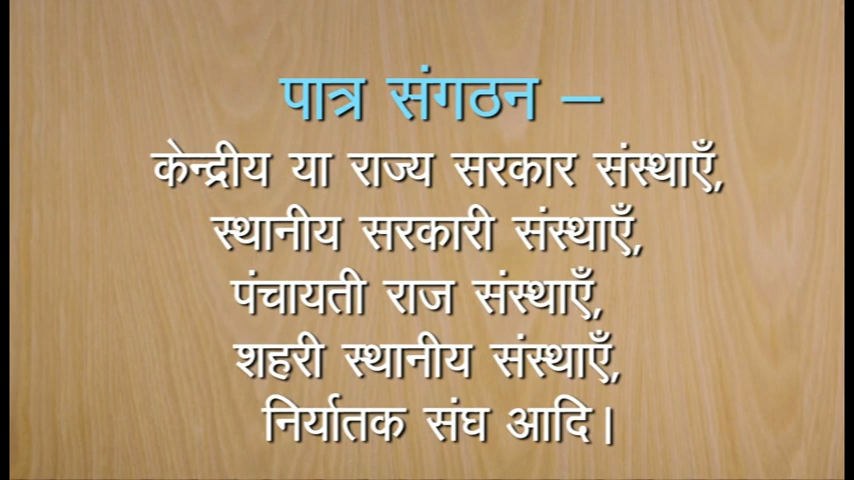 पात्र संगठन –
केन्द्रीय या राज्य सरकार संस्थाएँ,
स्थानीय सरकारी संस्थाएँ,
पंचायती राज संस्थाएँ,
शहरी स्थानीय संस्थाएँ,
निर्यातक संघ आदि।